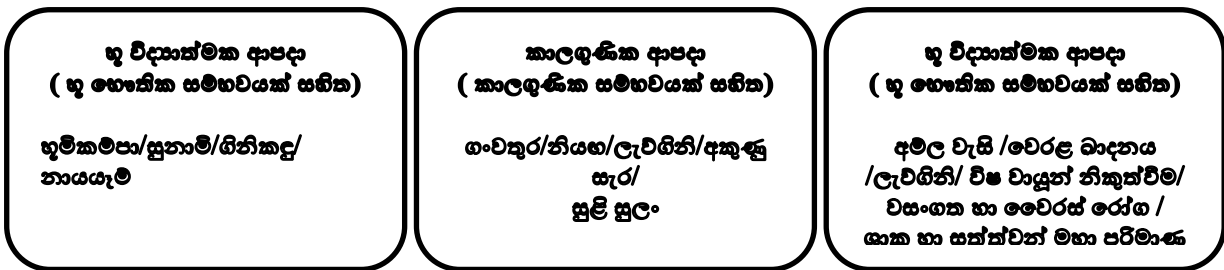 භූ විද්‍යාත්මක ආපදා
( භූ භෞතික සම්භවයක් සහිත)
භූමිකම්පා/සුනාමි/ගිනිකඳු/
නායයෑම්
කාලගුණික ආපදා
( කාලගුණික සම්භවයක් සහිත)
ගංවතුර/නියඟ/ලැව්ගිනි/අකුණු
සැර/
සුළි සුලං
භූ විද්‍යාත්මක ආපදා
( භූ භෞතික සම්භවයක් සහිත)
අම්ල වැසි /වෙරළ ඛාදනය
/ලැව්ගිනි/ විෂ වායූන් නිකුත්වීම/
වසංගත හා වෛරස් රෝග /
ශාක හා සත්ත්වන් මහා පරිමාණ